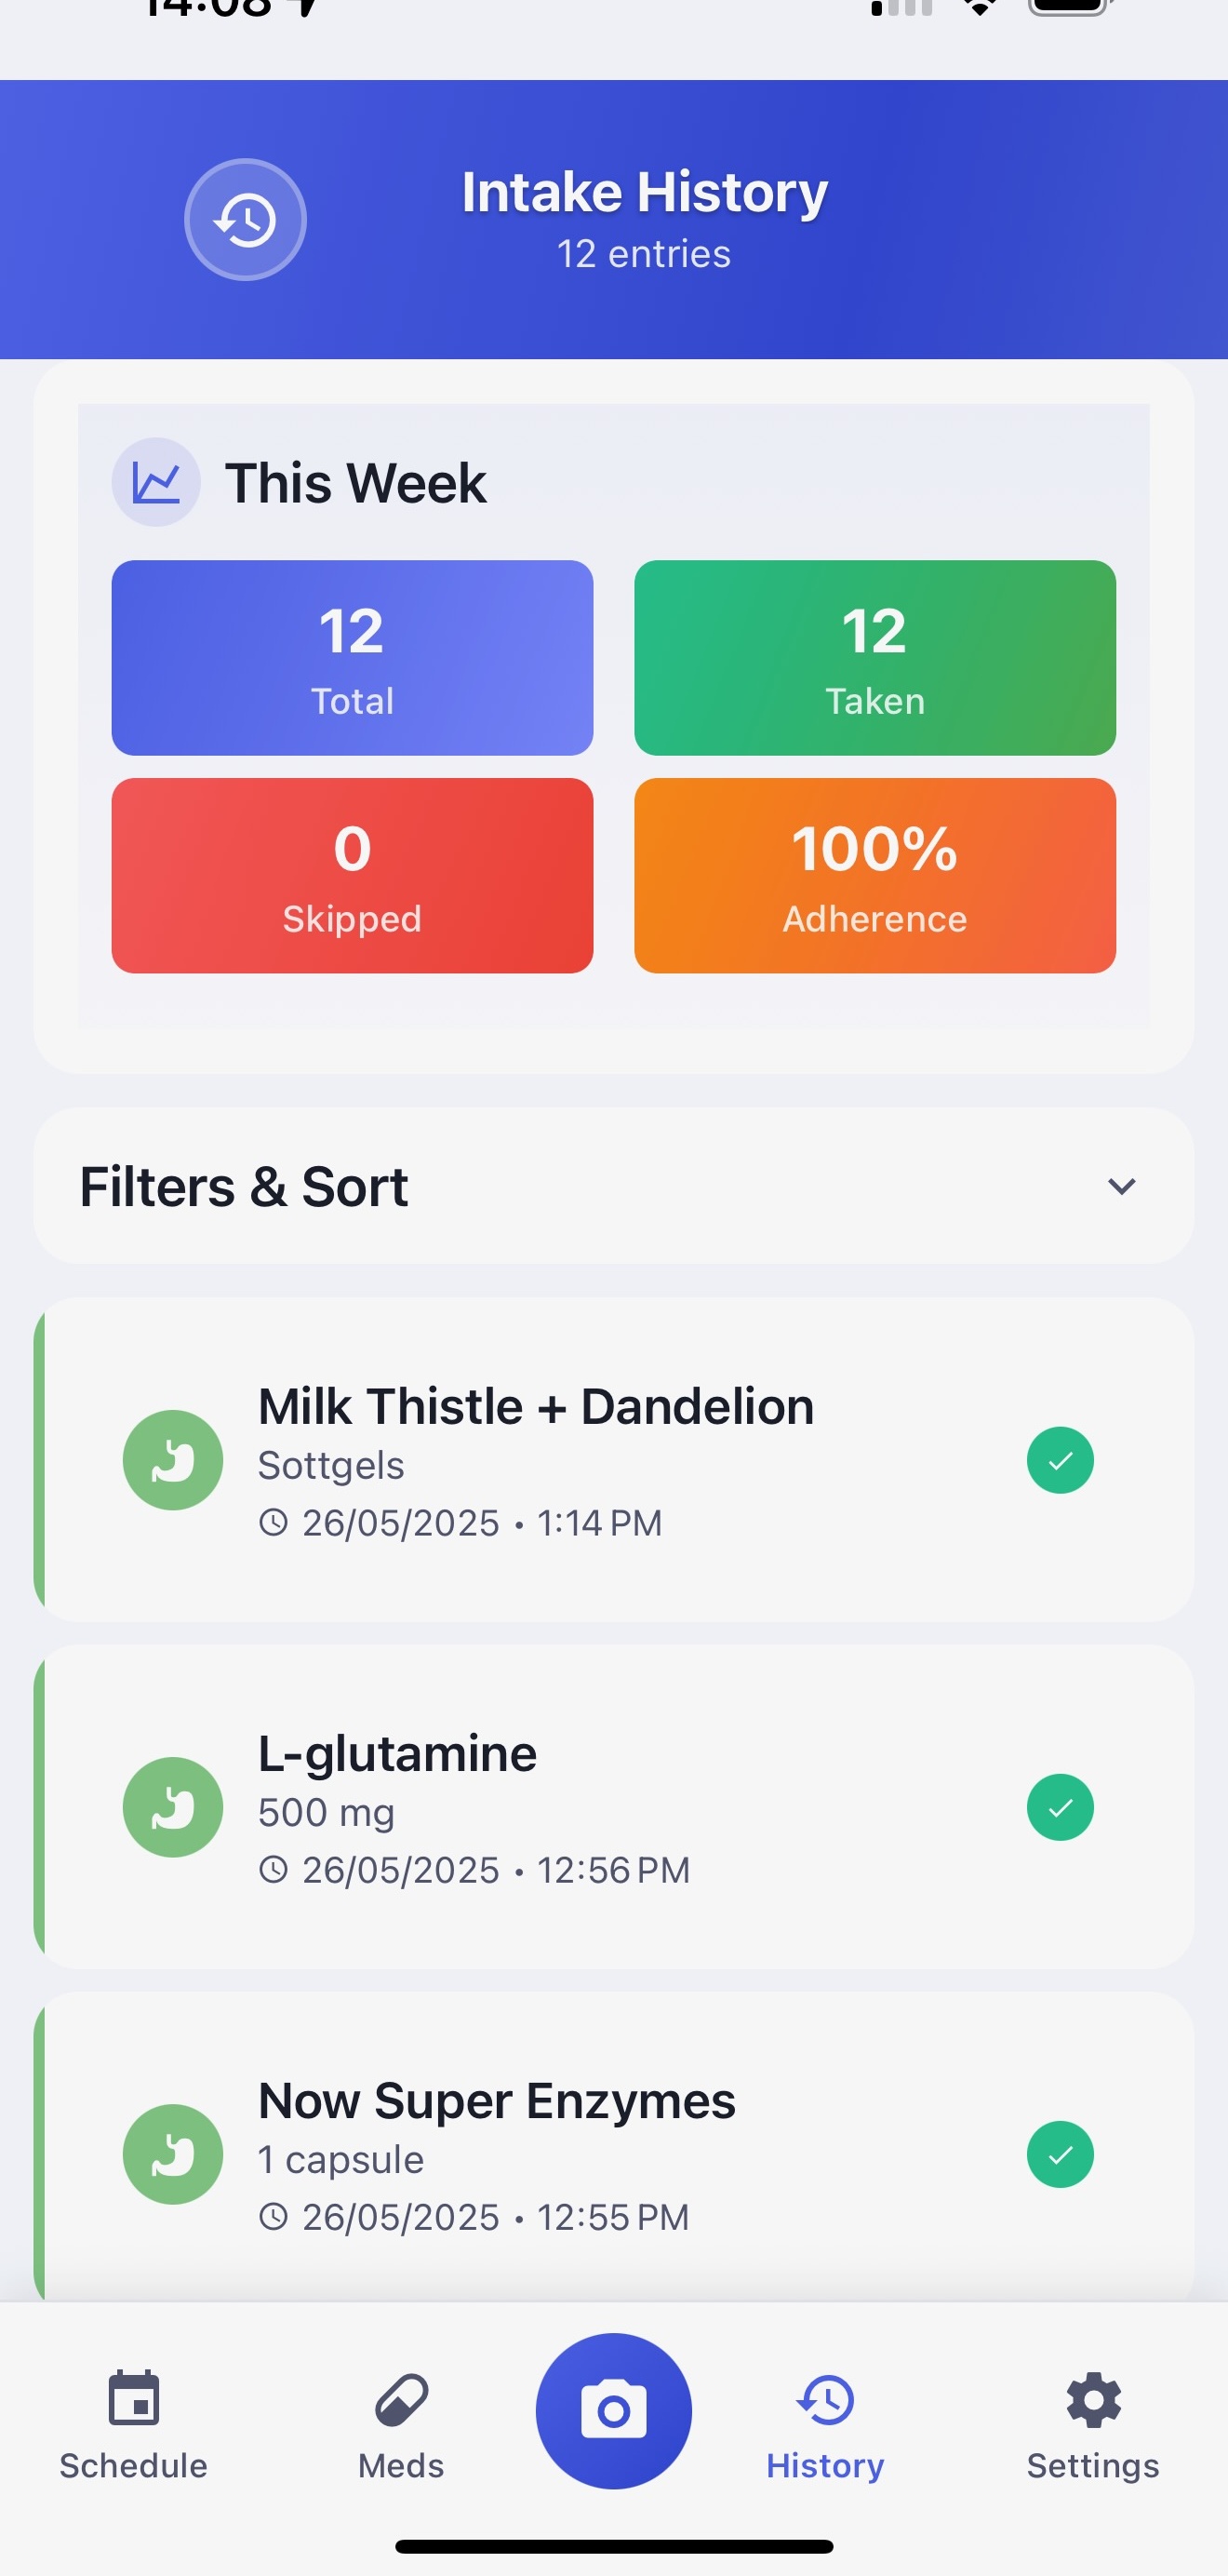 14:08
Intake History
12 entries
This Week
12
Total
12
Taken
0
Skipped
100%
Adherence
Filters & Sort
Milk Thistle + Dandelion
Sottgels
26/05/2025 • 1:14 PM
L-glutamine
500 mg
26/05/2025 • 12:56 PM
Now Super Enzymes
1 capsule
26/05/2025 • 12:55 PM
Schedule
Meds
History
Settings